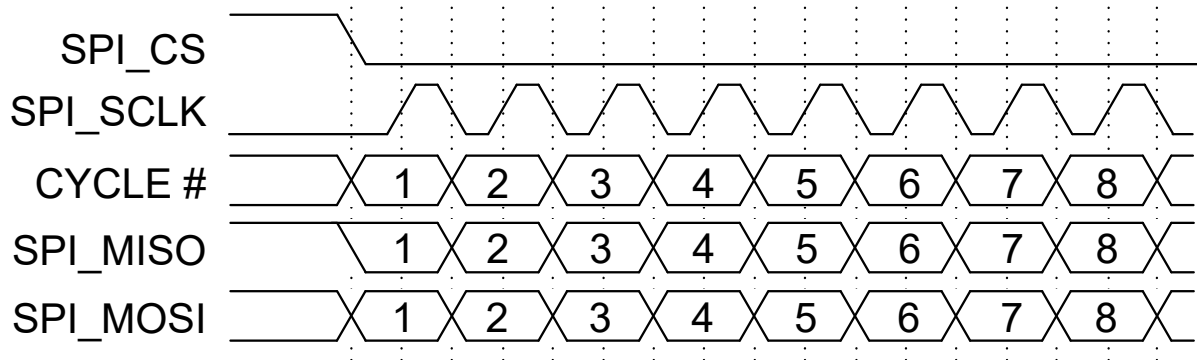 SPI_CS
SPI_SCLK
CYCLE # 1 2 3 4 5 6 7 8
SPI_MISO 1 2 3 4 5 6 7 8
SPI_MOSI 1 2 3 4 5 6 7 8